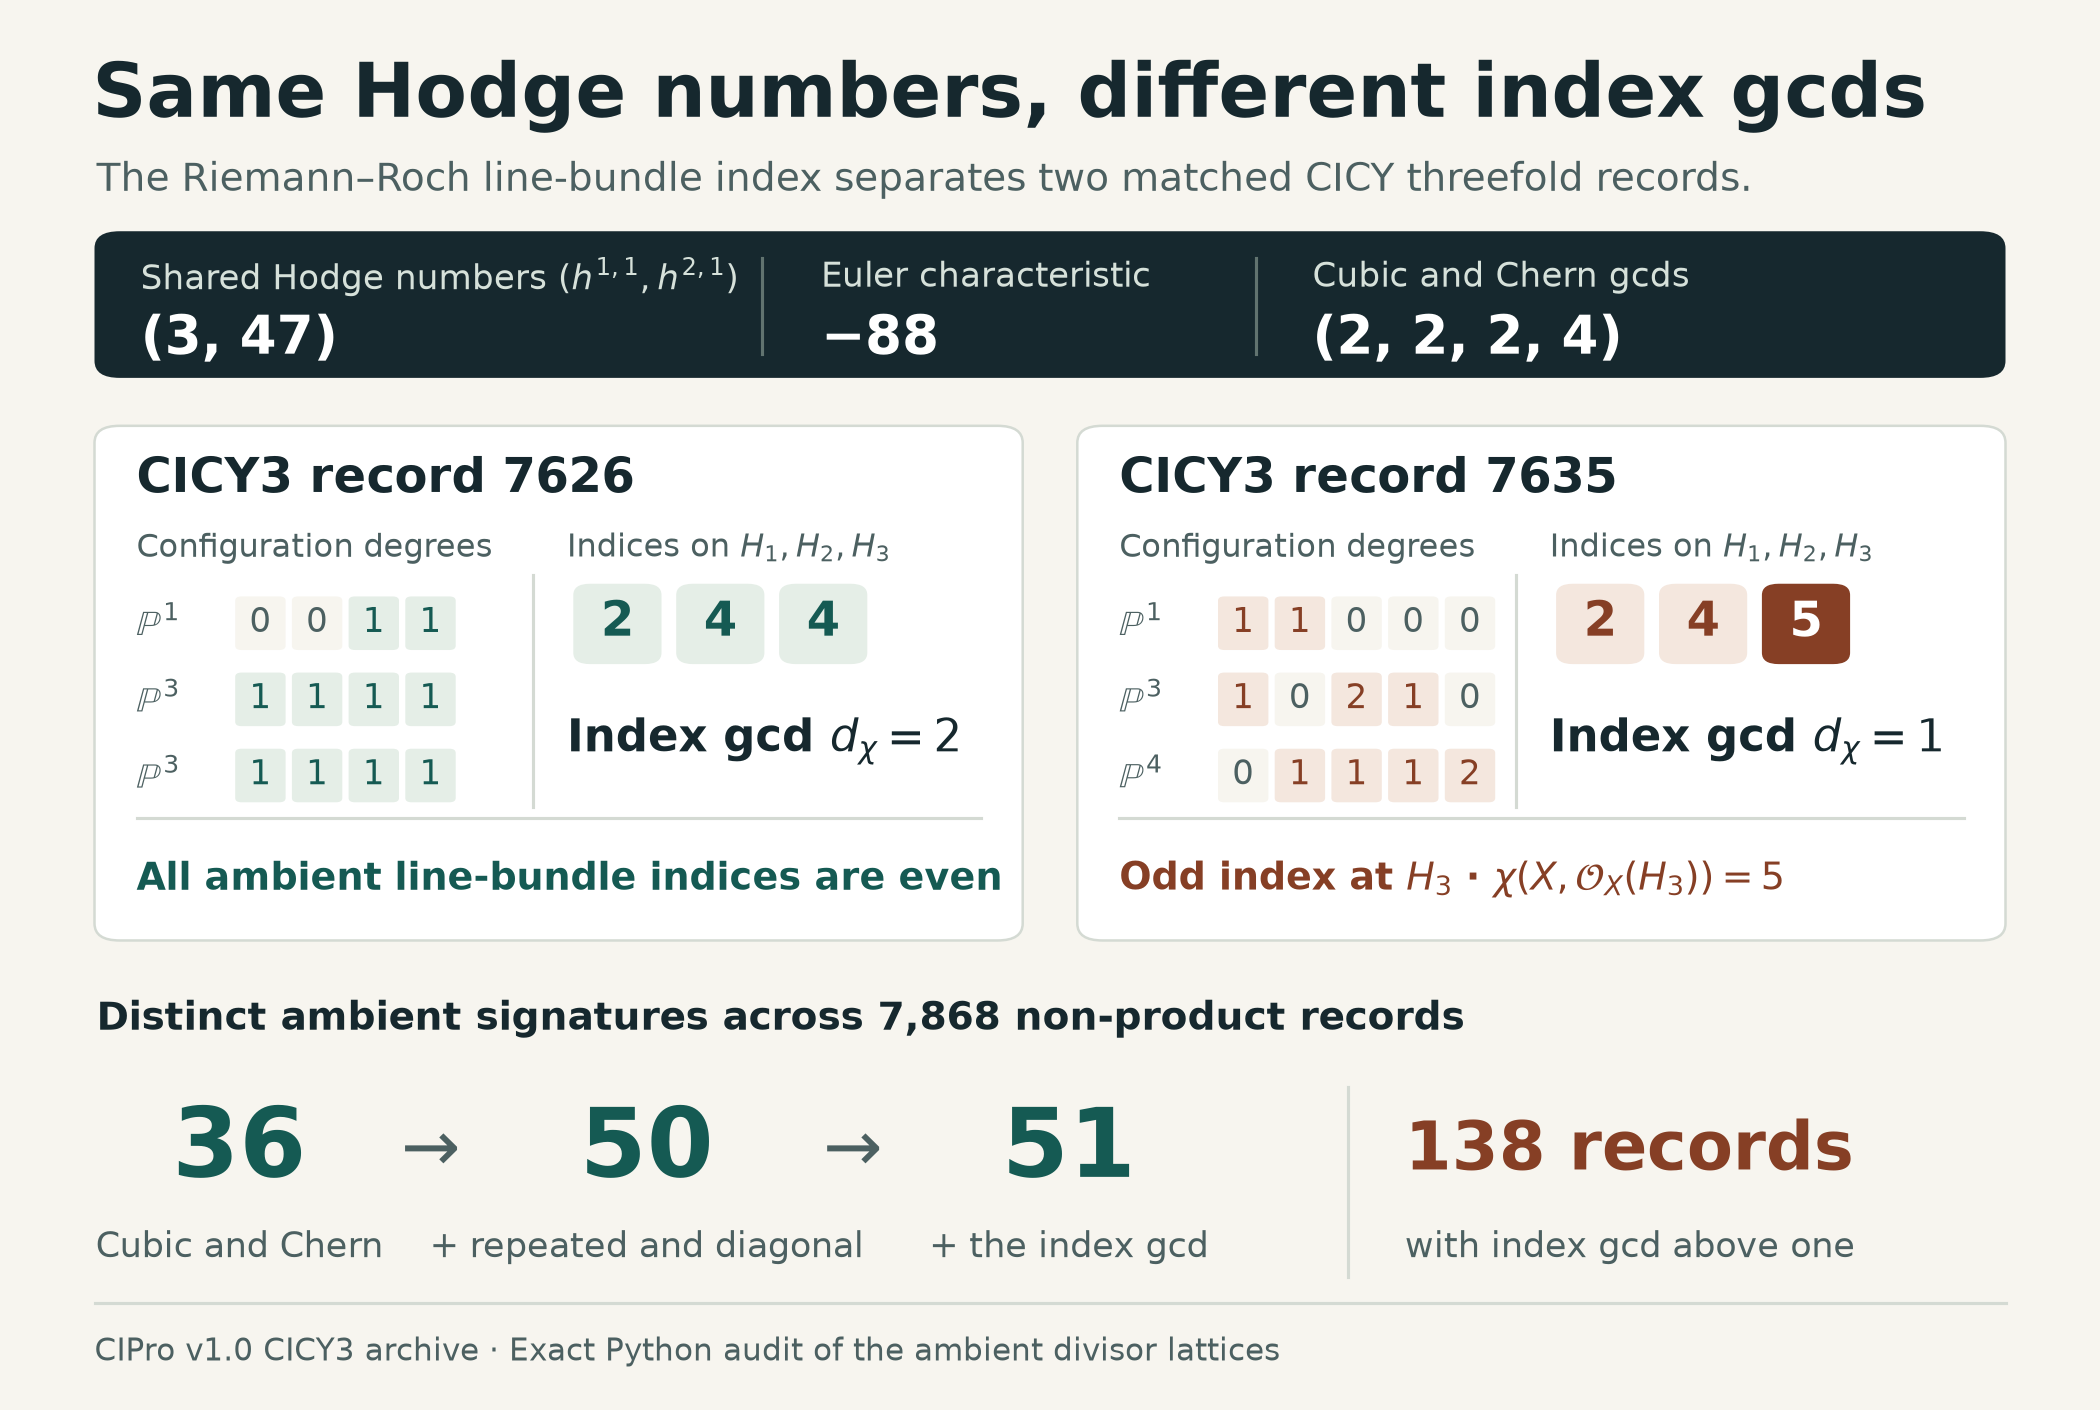 Same Hodge numbers, different index gcds
The Riemann–Roch line-bundle index separates two matched CICY threefold records.
Shared Hodge numbers (h^{1,1}, h^{2,1})
(3, 47)
Euler characteristic
−88
Cubic and Chern gcds
(2, 2, 2, 4)
CICY3 record 7626
Configuration degrees
ℙ^1 0 0 1 1
ℙ^3 1 1 1 1
ℙ^3 1 1 1 1
Indices on H_1, H_2, H_3
2 4 4
Index gcd d_χ = 2
All ambient line-bundle indices are even
CICY3 record 7635
Configuration degrees
ℙ^1 1 1 0 0 0
ℙ^3 1 0 2 1 0
ℙ^4 0 1 1 1 2
Indices on H_1, H_2, H_3
2 4 5
Index gcd d_χ = 1
Odd index at H_3 · χ(X, 𝒪_X(H_3)) = 5
Distinct ambient signatures across 7,868 non-product records
36 → 50 → 51
Cubic and Chern + repeated and diagonal + the index gcd
138 records
with index gcd above one
CIPro v1.0 CICY3 archive · Exact Python audit of the ambient divisor lattices